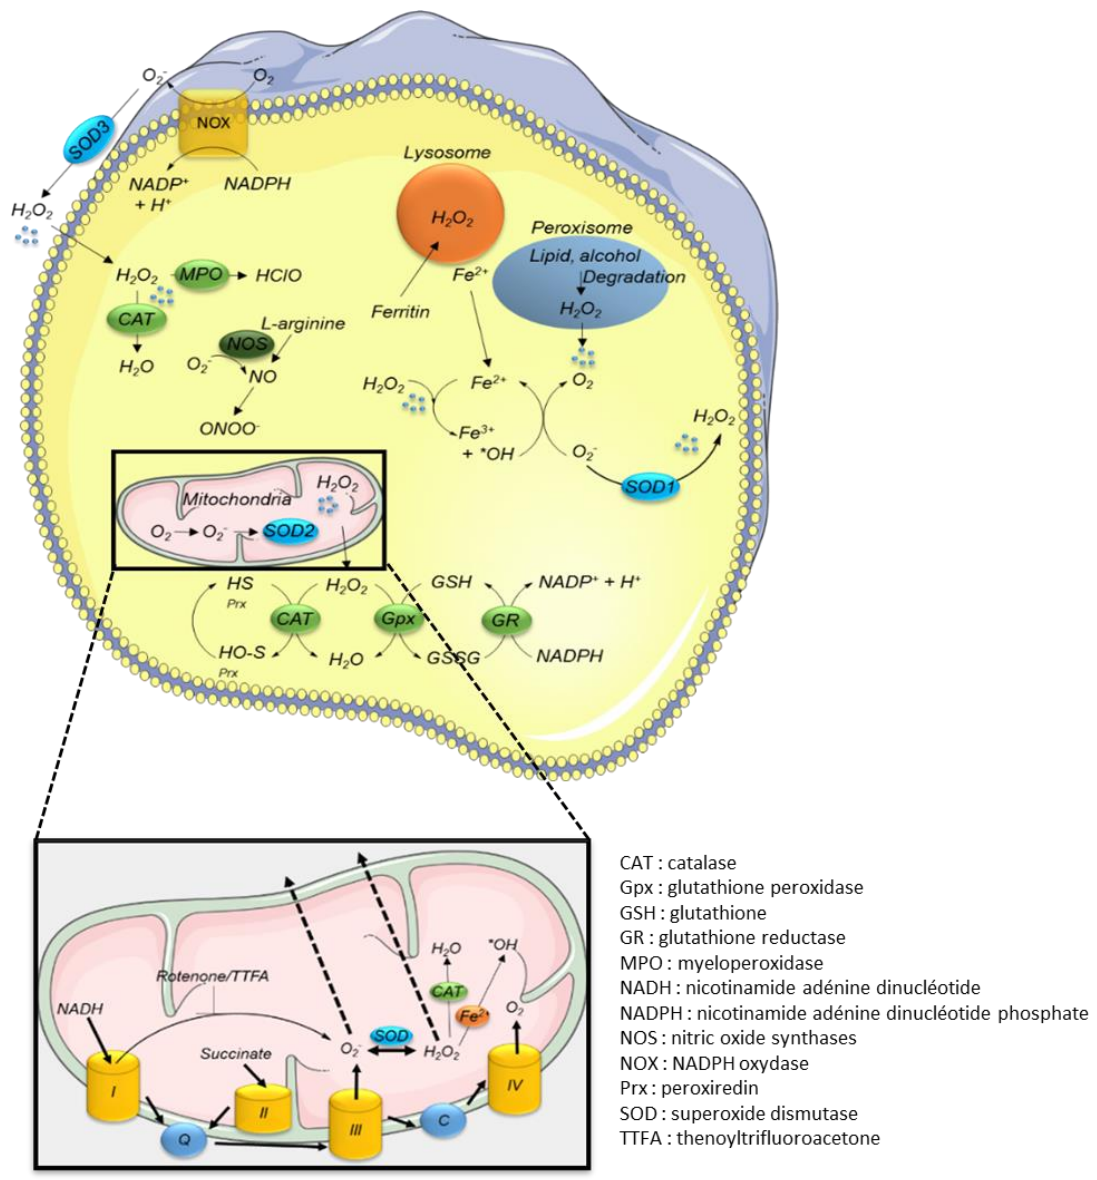 O₂⁻
O₂
SOD3
NOX
NADP⁺
+ H⁺
NADPH
H₂O₂
H₂O₂
MPO
HClO
CAT
H₂O
L-arginine
NOS
O₂⁻
NO
ONOO⁻
Lysosome
H₂O₂
Fe²⁺
Ferritin
Peroxisome
Lipid, alcohol
Degradation
H₂O₂
H₂O₂
Fe²⁺
O₂
Fe³⁺
+ *OH
O₂⁻
H₂O₂
SOD1
Mitochondria
H₂O₂
O₂
O₂⁻
SOD2
HS
Prx
H₂O₂
GSH
NADP⁺ + H⁺
CAT
Gpx
GR
HO-S
Prx
H₂O
GSSG
NADPH
H₂O
*OH
Rotenone/TTFA
CAT
NADH
Fe²⁺
O₂
SOD
Succinate
O₂⁻
H₂O₂
I
II
III
IV
Q
C
CAT : catalase
Gpx : glutathione peroxidase
GSH : glutathione
GR : glutathione reductase
MPO : myeloperoxidase
NADH : nicotinamide adénine dinucléotide
NADPH : nicotinamide adénine dinucléotide phosphate
NOS : nitric oxide synthases
NOX : NADPH oxydase
Prx : peroxiredin
SOD : superoxide dismutase
TTFA : thenoyltrifluoroacetone